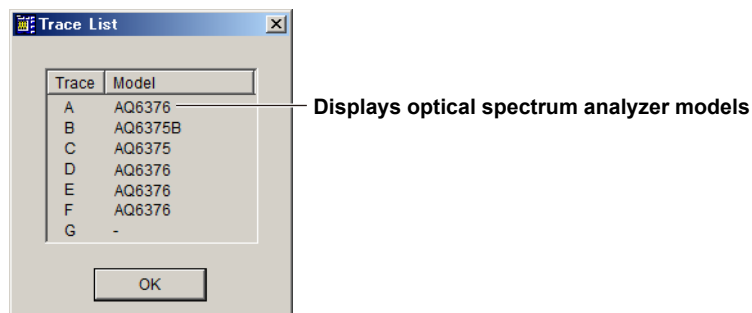 Trace List
Trace Model
A AQ6376
Displays optical spectrum analyzer models
B AQ6375B
C AQ6375
D AQ6376
E AQ6376
F AQ6376
G -
OK